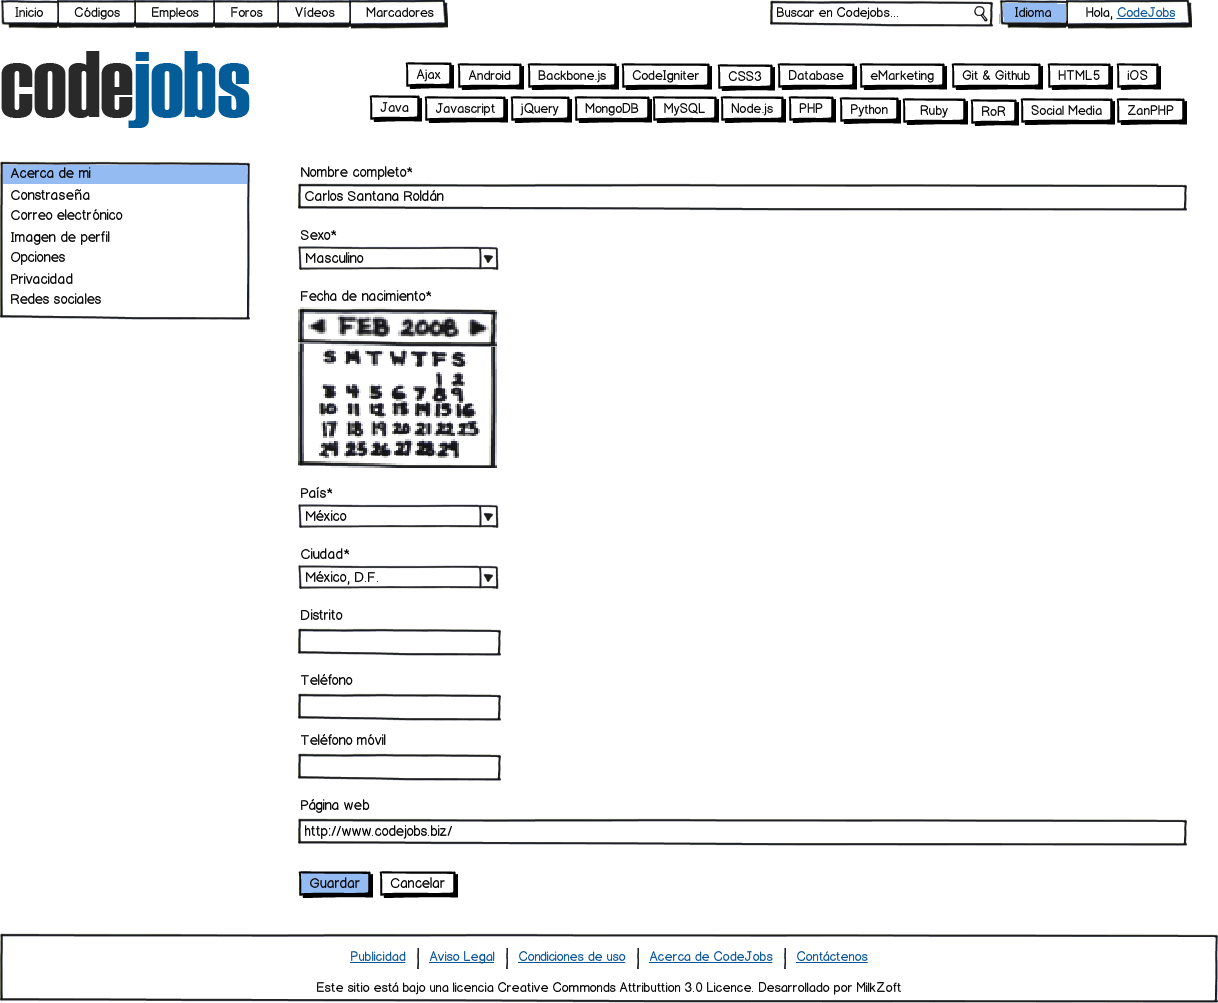 Inicio Códigos Empleos Foros Vídeos Marcadores Buscar en Codejobs... Idioma Hola, CodeJobs
codejobs
Ajax Android Backbone.js CodeIgniter CSS3 Database eMarketing Git & Github HTML5 iOS
Java Javascript jQuery MongoDB MySQL Node.js PHP Python Ruby RoR Social Media ZanPHP
Acerca de mi
Constraseña
Correo electrónico
Imagen de perfil
Opciones
Privacidad
Redes sociales
Nombre completo*
Carlos Santana Roldán
Sexo*
Masculino
Fecha de nacimiento*
FEB 2008
S M T W T F S
1 2
3 4 5 6 7 8 9
10 11 12 13 14 15 16
17 18 19 20 21 22 23
24 25 26 27 28 29
País*
México
Ciudad*
México, D.F.
Distrito
Teléfono
Teléfono móvil
Página web
http://www.codejobs.biz/
Guardar Cancelar
Publicidad Aviso Legal Condiciones de uso Acerca de CodeJobs Contáctenos
Este sitio está bajo una licencia Creative Commonds Attributtion 3.0 Licence. Desarrollado por MilkZoft